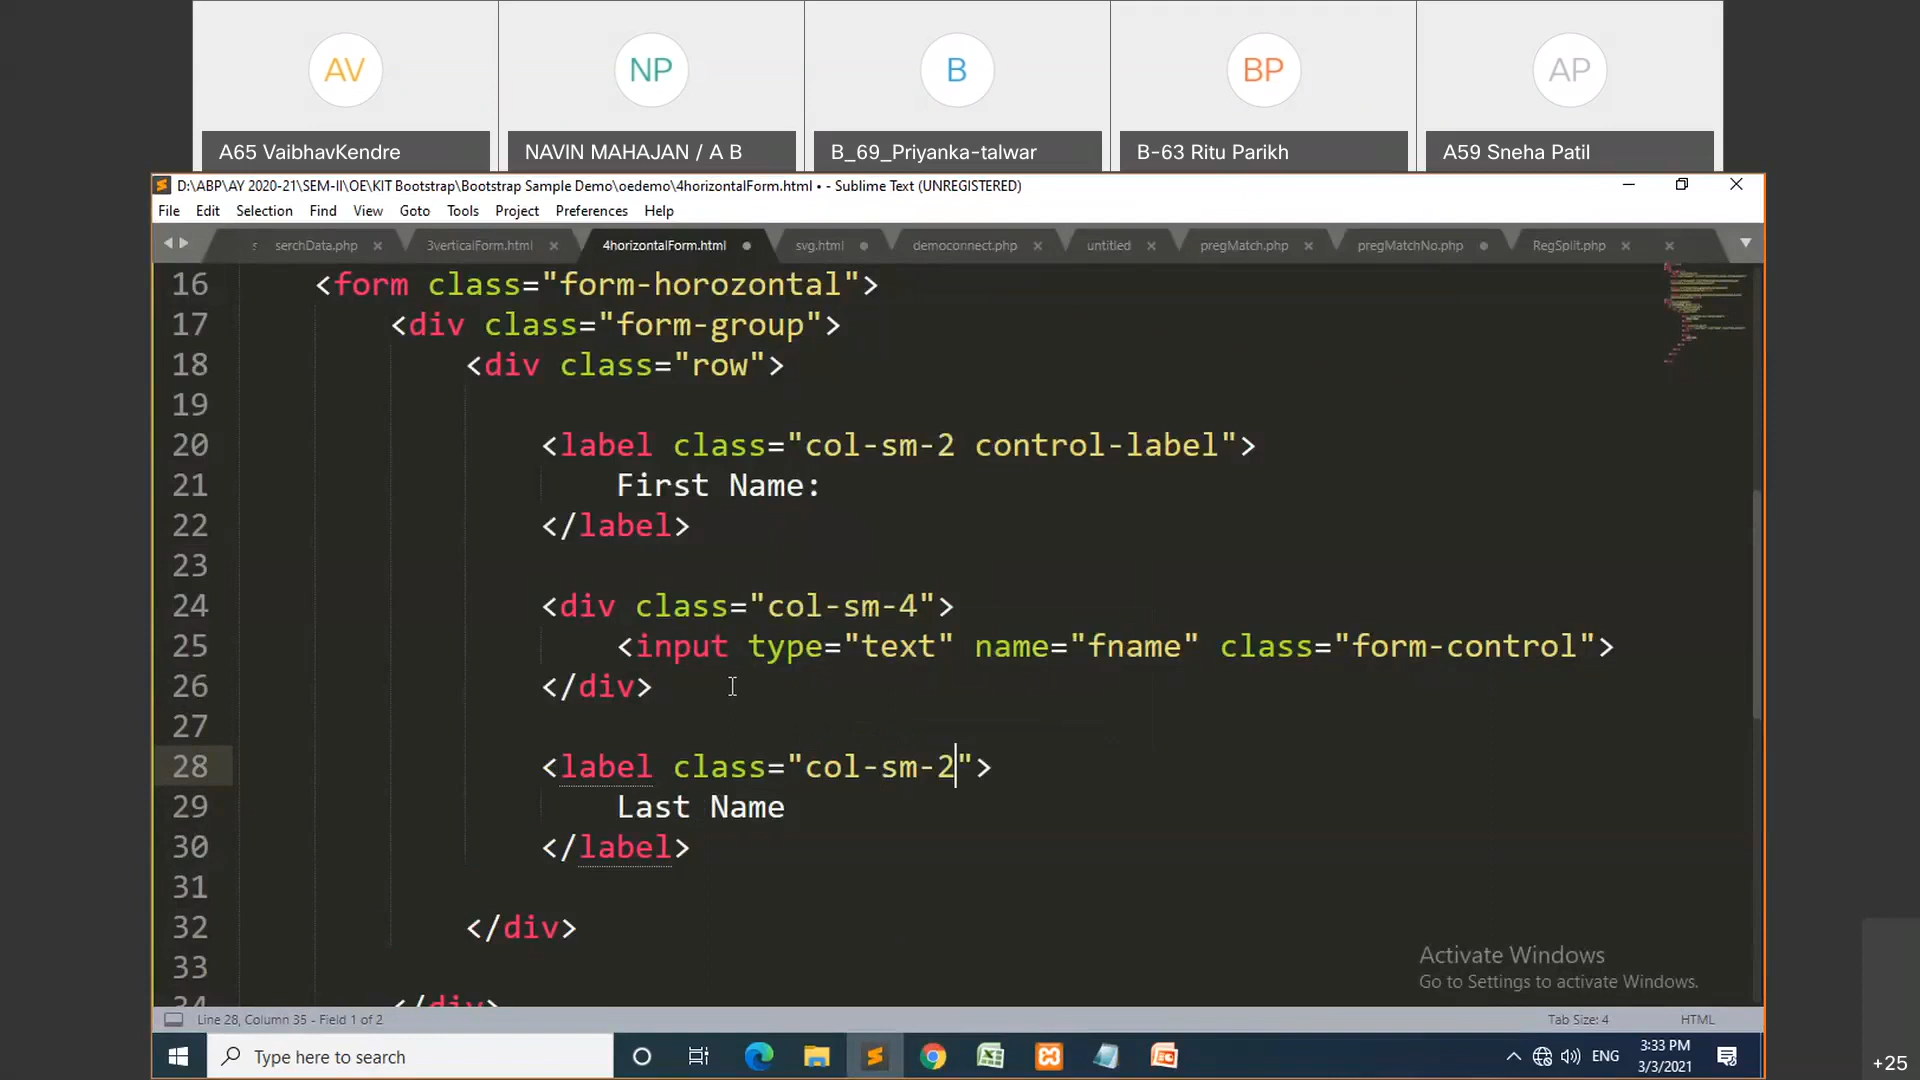 AV
NP
B
BP
AP
A65 VaibhavKendre
NAVIN MAHAJAN / A B
B_69_Priyanka-talwar
B-63 Ritu Parikh
A59 Sneha Patil
D:\ABP\AY 2020-21\SEM-II\OE\KIT Bootstrap\Bootstrap Sample Demo\oedemo\4horizontalForm.html • - Sublime Text (UNREGISTERED)
File Edit Selection Find View Goto Tools Project Preferences Help
serchData.php 3verticalForm.html 4horizontalForm.html svg.html democonnect.php untitled pregMatch.php pregMatchNo.php RegSplit.php
16 <form class="form-horozontal">
17 <div class="form-group">
18 <div class="row">
19
20 <label class="col-sm-2 control-label">
21 First Name:
22 </label>
23
24 <div class="col-sm-4">
25 <input type="text" name="fname" class="form-control">
26 </div>
27
28 <label class="col-sm-2">
29 Last Name
30 </label>
31
32 </div>
33
34 </div>
Activate Windows
Go to Settings to activate Windows.
Line 28, Column 35 - Field 1 of 2
Tab Size: 4
HTML
Type here to search
ENG
3:33 PM
3/3/2021
+25